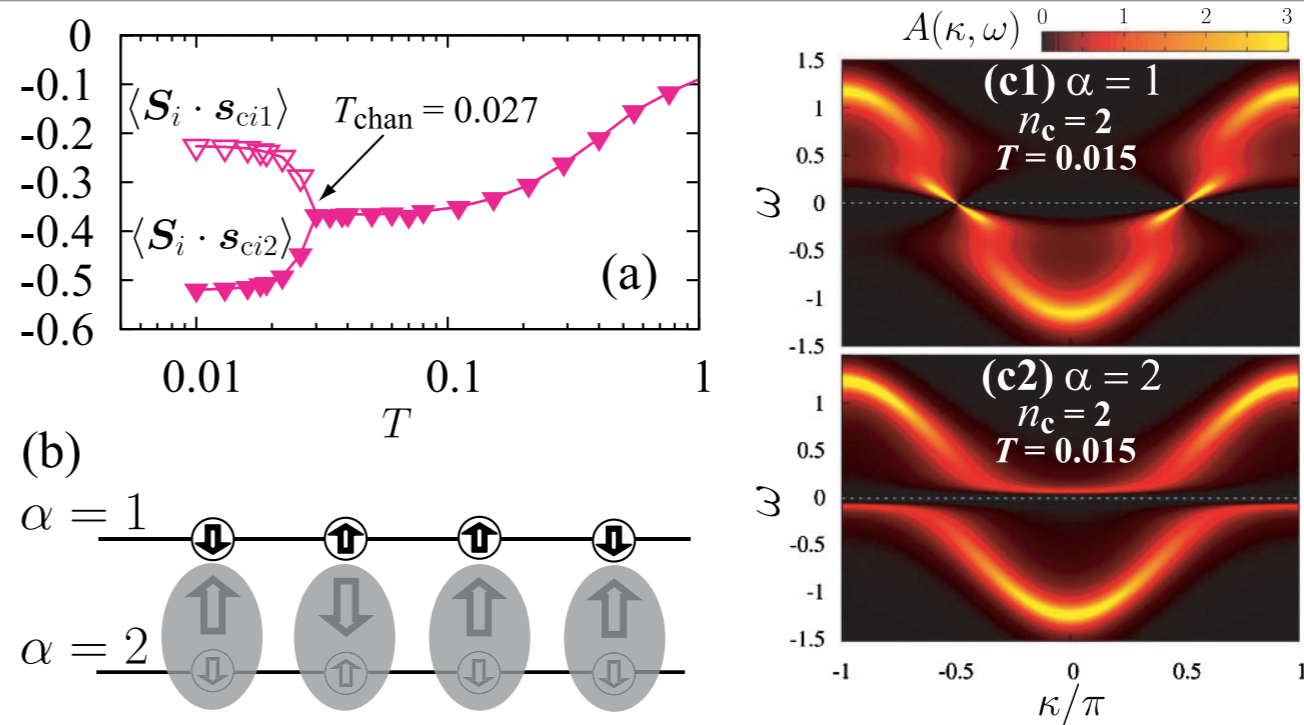 0
-0.1
-0.2
-0.3
-0.4
-0.5
-0.6
⟨S_i · s_ci1⟩
T_chan = 0.027
⟨S_i · s_ci2⟩
(a)
0.01 0.1 1
T
(b)
α = 1
α = 2
A(κ, ω) 0 1 2 3
1.5
1
0.5
0
-0.5
-1
-1.5
ω
(c1) α = 1
n_c = 2
T = 0.015
1
0.5
0
-0.5
-1
-1.5
ω
(c2) α = 2
n_c = 2
T = 0.015
-1 -0.5 0 0.5 1
κ/π